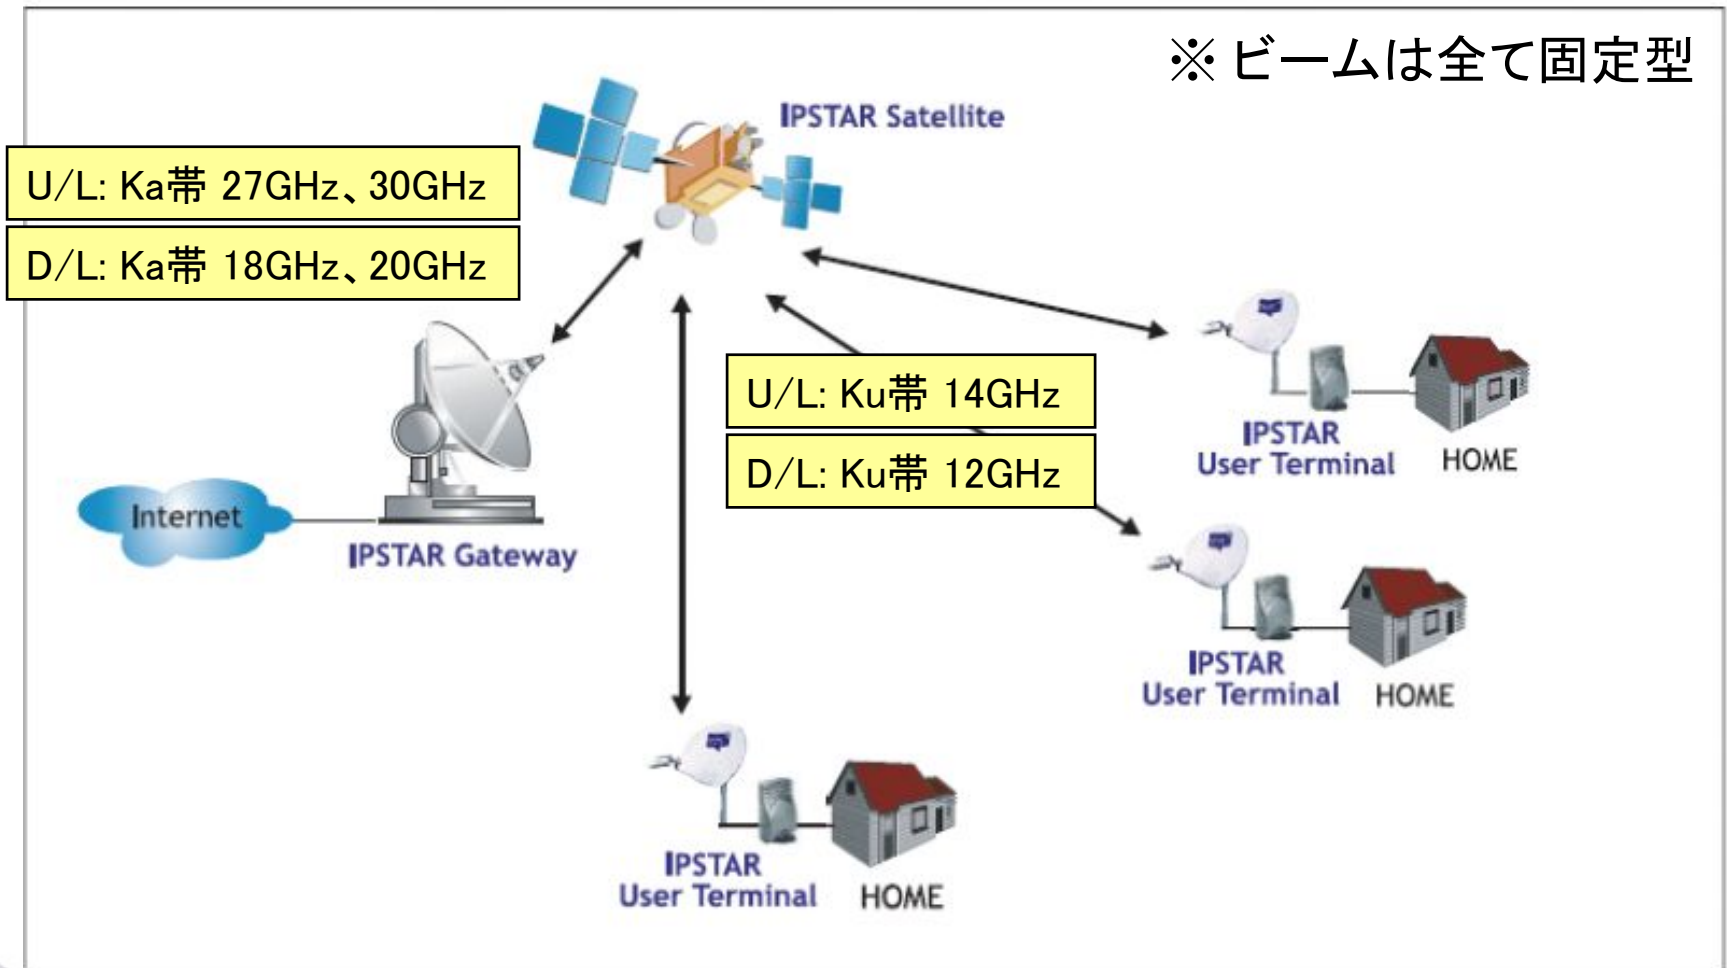 ※ ビームは全て固定型
IPSTAR Satellite
U/L: Ka帯 27GHz、30GHz
D/L: Ka帯 18GHz、20GHz
U/L: Ku帯 14GHz
D/L: Ku帯 12GHz
IPSTAR
User Terminal
HOME
Internet
IPSTAR Gateway
IPSTAR
User Terminal
HOME
IPSTAR
User Terminal
HOME